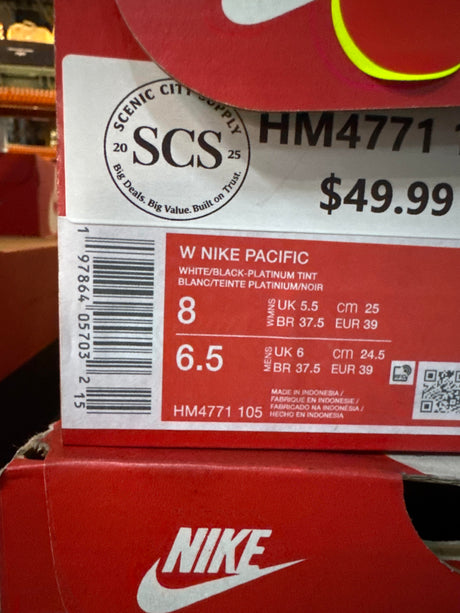 SCENIC CITY SUPPLY
20 SCS 25
Big Deals, Big Value. Built on Trust.
HM4771
$49.99
W NIKE PACIFIC
WHITE/BLACK-PLATINUM TINT
BLANC/TEINTE PLATINIUM/NOIR
8 WMNS UK 5.5 cm 25
BR 37.5 EUR 39
6.5 MENS UK 6 cm 24.5
BR 37.5 EUR 39
MADE IN INDONESIA /
FABRIQUÉ EN INDONESIE /
FABRICADO NA INDONÉSIA /
HECHO EN INDONESIA
HM4771 105
1 97864 05703 2 15
NIKE